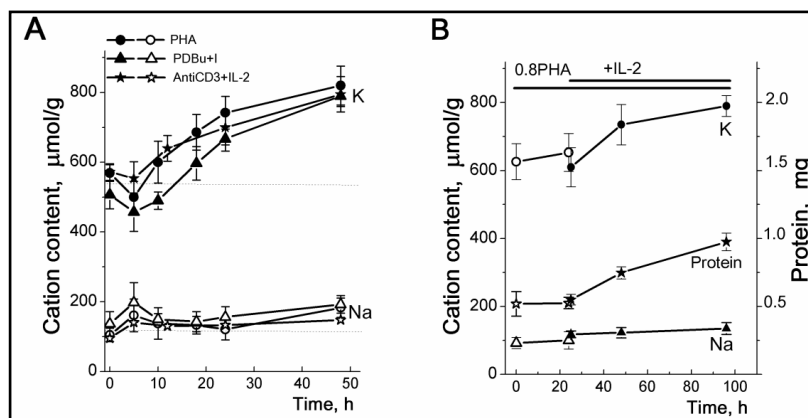 A
PHA
PDBu+I
AntiCD3+IL-2
Cation content, μmol/g
800
600
400
200
0
K
Na
0 10 20 30 40 50
Time, h
B
0.8PHA
+IL-2
Cation content, μmol/g
800
600
400
200
0
K
Protein
Na
2.0
1.5
1.0
0.5
0.0
Protein, mg
0 20 40 60 80 100
Time, h